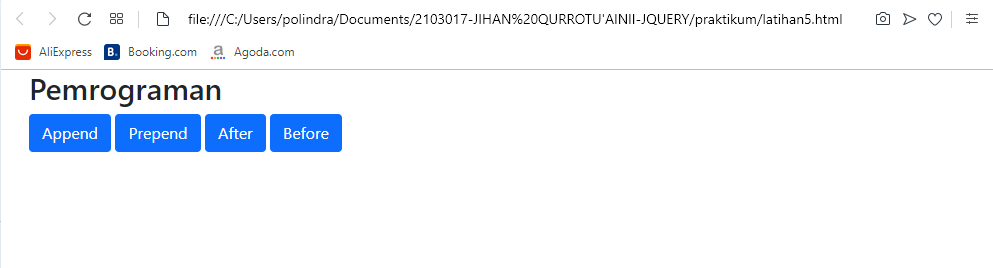 file:///C:/Users/polindra/Documents/2103017-JIHAN%20QURROTU'AINII-JQUERY/praktikum/latihan5.html
AliExpress B. Booking.com a Agoda.com
Pemrograman
Append Prepend After Before